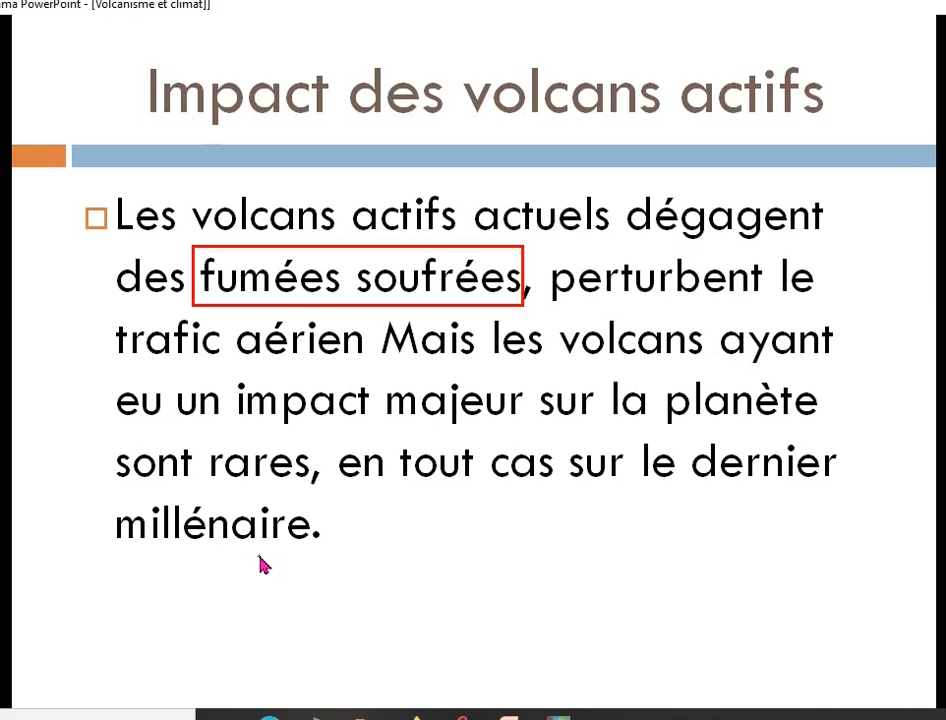 ma PowerPoint - [Volcanisme et climat]]
Impact des volcans actifs
Les volcans actifs actuels dégagent
des fumées soufrées, perturbent le
trafic aérien Mais les volcans ayant
eu un impact majeur sur la planète
sont rares, en tout cas sur le dernier
millénaire.